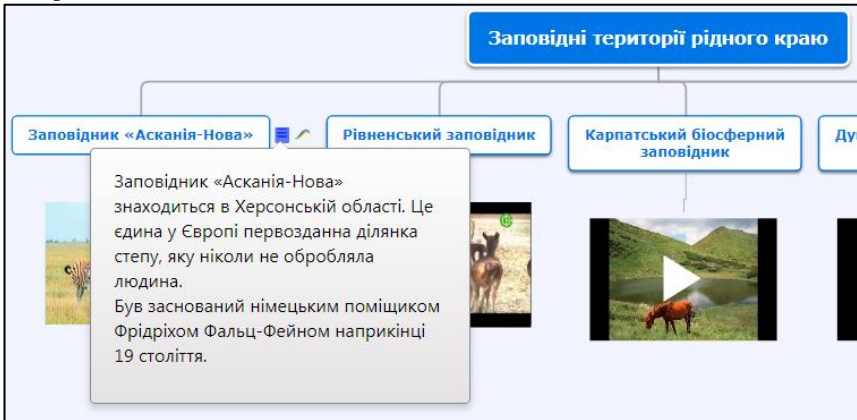 Заповідні території рідного краю
Заповідник «Асканія-Нова»
Рівненський заповідник
Карпатський біосферний
заповідник
Заповідник «Асканія-Нова»
знаходиться в Херсонській області. Це
єдина у Європі первозданна ділянка
степу, яку ніколи не обробляла
людина.
Був заснований німецьким поміщиком
Фрідріхом Фальц-Фейном наприкінці
19 століття.